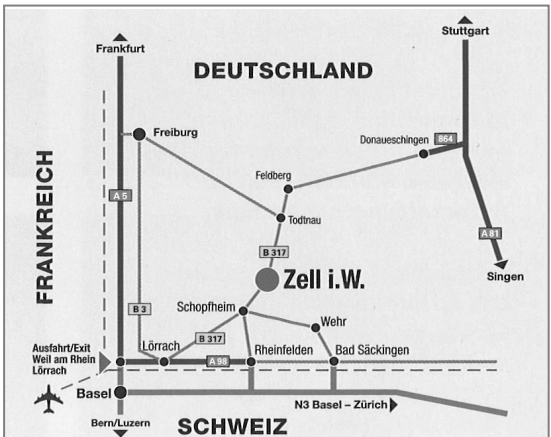 Stuttgart
Frankfurt
DEUTSCHLAND
Freiburg
864
Donaueschingen
Feldberg
FRANKREICH
A 5
Todtnau
A 81
B 317
Zell i.W.
Singen
Schopfheim
B 3
Wehr
B 317
Ausfahrt/Exit
Weil am Rhein
Lörrach
Lörrach
A 98
Rheinfelden
Bad Säckingen
Basel
N3 Basel – Zürich
Bern/Luzern
SCHWEIZ